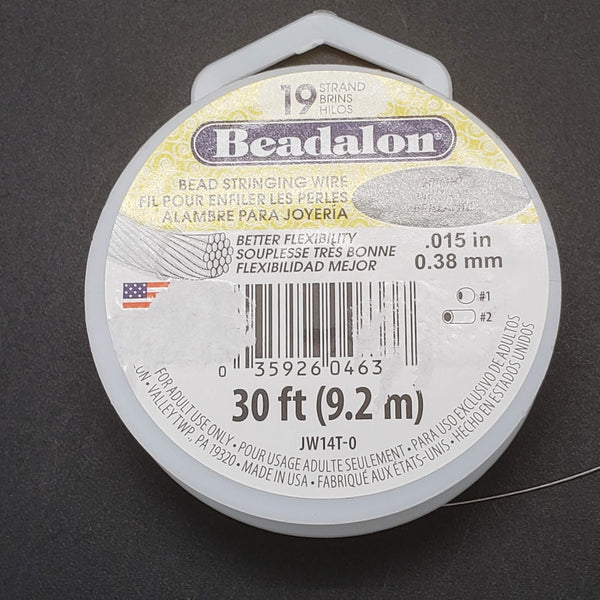 19 STRAND
BRINS
HILOS
Beadalon®
BEAD STRINGING WIRE
FIL POUR ENFILER LES PERLES
ALAMBRE PARA JOYERÍA
BETTER FLEXIBILITY
SOUPLESSE TRÈS BONNE
FLEXIBILIDAD MEJOR
.015 in
0.38 mm
#1
#2
0 35926 0463
30 ft (9.2 m)
JW14T-0
FOR ADULT USE ONLY • POUR USAGE ADULTE SEULEMENT • PARA USO EXCLUSIVO DE ADULTOS
VALLEY TWP., PA 19320 • MADE IN USA • FABRIQUÉ AUX ÉTATS-UNIS • HECHO EN ESTADOS UNIDOS